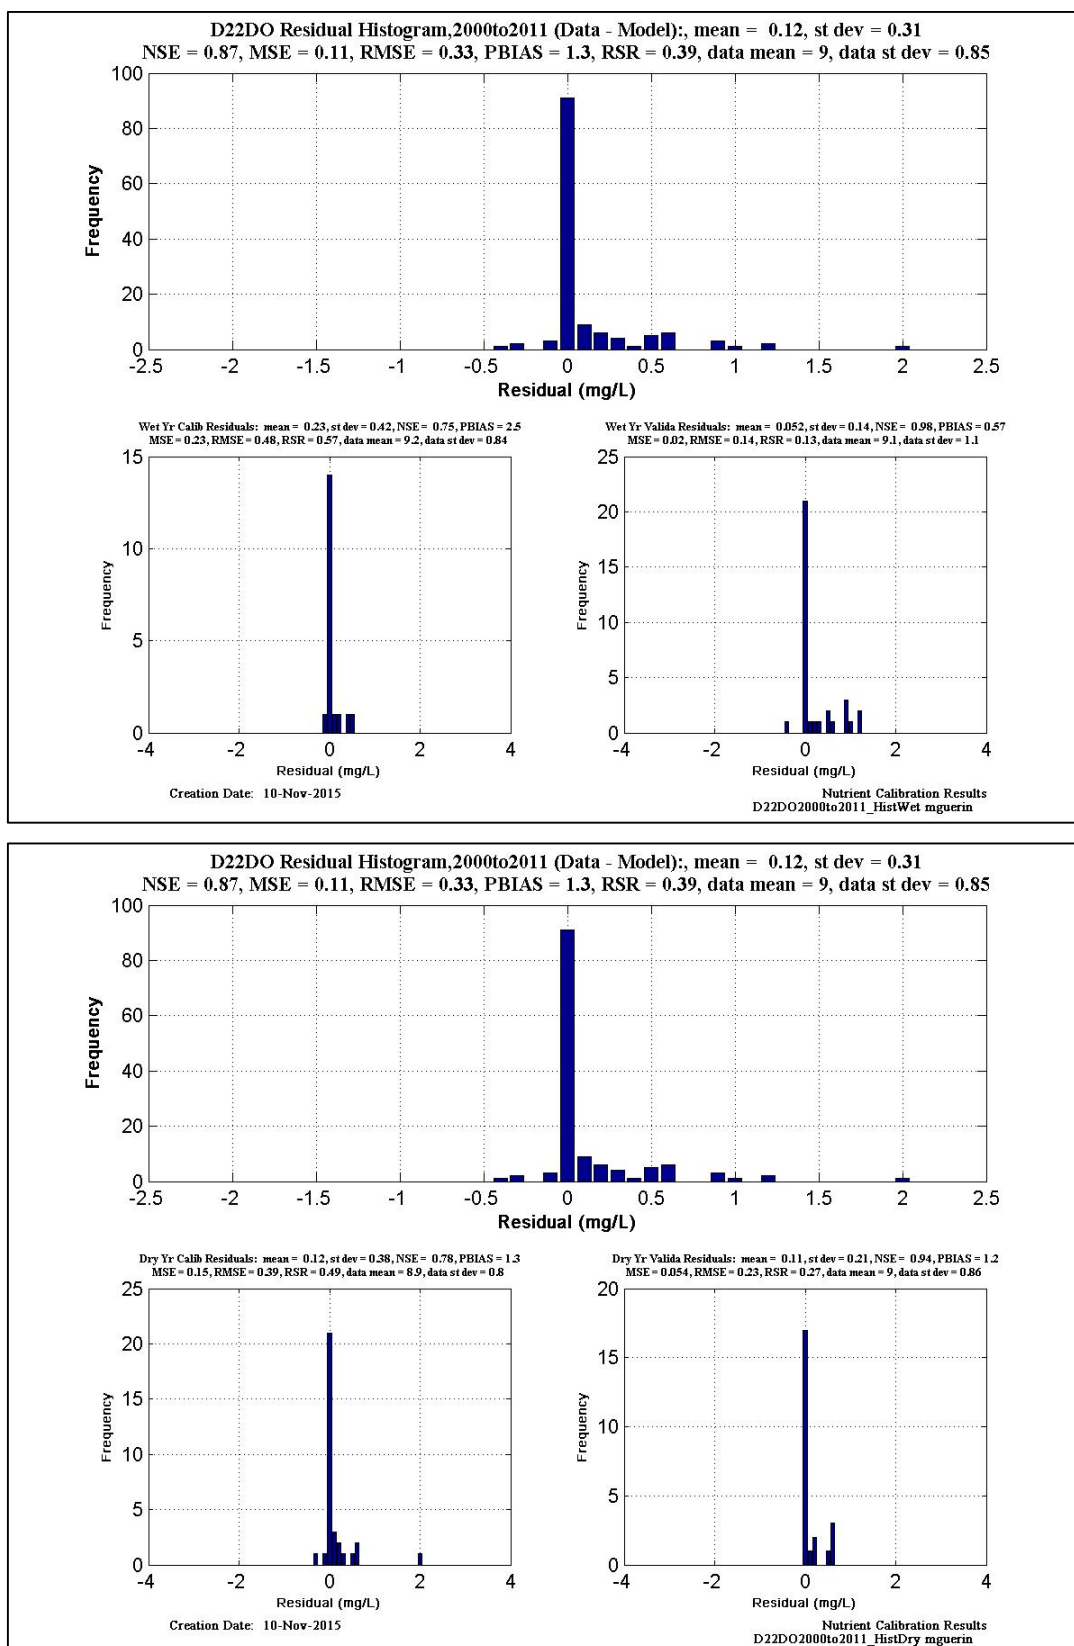 D22DO Residual Histogram,2000to2011 (Data - Model):, mean = 0.12, st dev = 0.31
NSE = 0.87, MSE = 0.11, RMSE = 0.33, PBIAS = 1.3, RSR = 0.39, data mean = 9, data st dev = 0.85
100
80
60
40
20
0
Frequency
-2.5 -2 -1.5 -1 -0.5 0 0.5 1 1.5 2 2.5
Residual (mg/L)
Wet Yr Calib Residuals: mean = 0.23, st dev = 0.42, NSE = 0.75, PBIAS = 2.5
MSE = 0.23, RMSE = 0.48, RSR = 0.57, data mean = 9.2, data st dev = 0.84
15
10
5
0
Frequency
-4 -2 0 2 4
Residual (mg/L)
Wet Yr Valida Residuals: mean = 0.052, st dev = 0.14, NSE = 0.98, PBIAS = 0.57
MSE = 0.02, RMSE = 0.14, RSR = 0.13, data mean = 9.1, data st dev = 1.1
25
20
15
10
5
0
Frequency
-4 -2 0 2 4
Residual (mg/L)
Creation Date: 10-Nov-2015
Nutrient Calibration Results
D22DO2000to2011_HistWet mguerin
D22DO Residual Histogram,2000to2011 (Data - Model):, mean = 0.12, st dev = 0.31
NSE = 0.87, MSE = 0.11, RMSE = 0.33, PBIAS = 1.3, RSR = 0.39, data mean = 9, data st dev = 0.85
100
80
60
40
20
0
Frequency
-2.5 -2 -1.5 -1 -0.5 0 0.5 1 1.5 2 2.5
Residual (mg/L)
Dry Yr Calib Residuals: mean = 0.12, st dev = 0.38, NSE = 0.78, PBIAS = 1.3
MSE = 0.15, RMSE = 0.39, RSR = 0.49, data mean = 8.9, data st dev = 0.8
25
20
15
10
5
0
Frequency
-4 -2 0 2 4
Residual (mg/L)
Dry Yr Valida Residuals: mean = 0.11, st dev = 0.21, NSE = 0.94, PBIAS = 1.2
MSE = 0.054, RMSE = 0.23, RSR = 0.27, data mean = 9, data st dev = 0.86
20
15
10
5
0
Frequency
-4 -2 0 2 4
Residual (mg/L)
Creation Date: 10-Nov-2015
Nutrient Calibration Results
D22DO2000to2011_HistDry mguerin